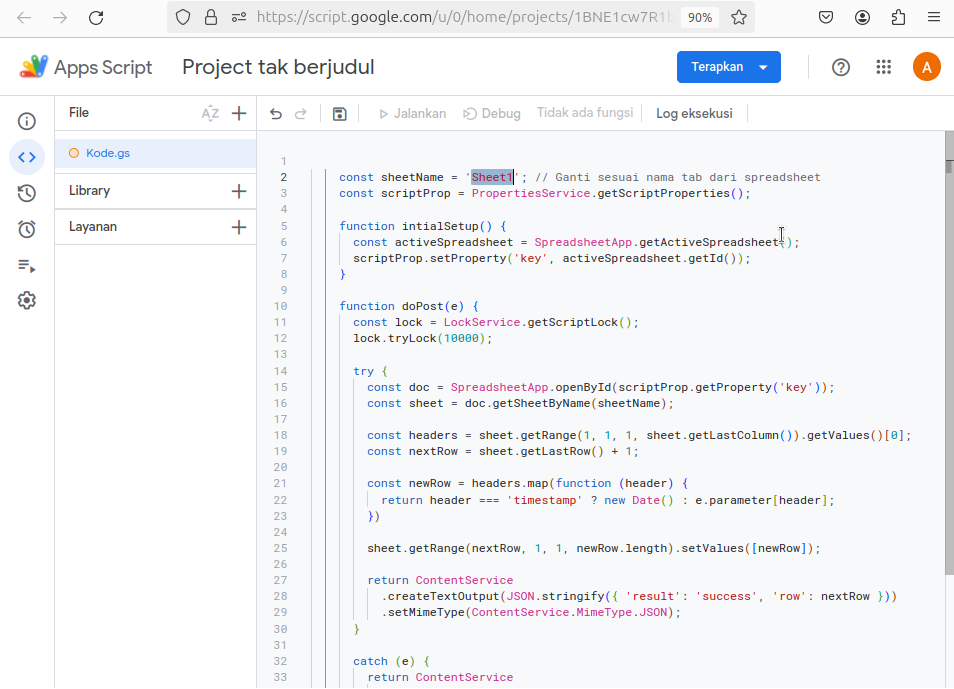 https://script.google.com/u/0/home/projects/1BNE1cw7R1b
90%
Apps Script
Project tak berjudul
Terapkan
A
File
AZ
Jalankan
Debug
Tidak ada fungsi
Log eksekusi
Kode.gs
Library
Layanan
1
2 const sheetName = 'Sheet1'; // Ganti sesuai nama tab dari spreadsheet
3 const scriptProp = PropertiesService.getScriptProperties();
4
5 function intialSetup() {
6 const activeSpreadsheet = SpreadsheetApp.getActiveSpreadsheet();
7 scriptProp.setProperty('key', activeSpreadsheet.getId());
8 }
9
10 function doPost(e) {
11 const lock = LockService.getScriptLock();
12 lock.tryLock(10000);
13
14 try {
15 const doc = SpreadsheetApp.openById(scriptProp.getProperty('key'));
16 const sheet = doc.getSheetByName(sheetName);
17
18 const headers = sheet.getRange(1, 1, 1, sheet.getLastColumn()).getValues()[0];
19 const nextRow = sheet.getLastRow() + 1;
20
21 const newRow = headers.map(function (header) {
22 return header === 'timestamp' ? new Date() : e.parameter[header];
23 })
24
25 sheet.getRange(nextRow, 1, 1, newRow.length).setValues([newRow]);
26
27 return ContentService
28 .createTextOutput(JSON.stringify({ 'result': 'success', 'row': nextRow }))
29 .setMimeType(ContentService.MimeType.JSON);
30 }
31
32 catch (e) {
33 return ContentService